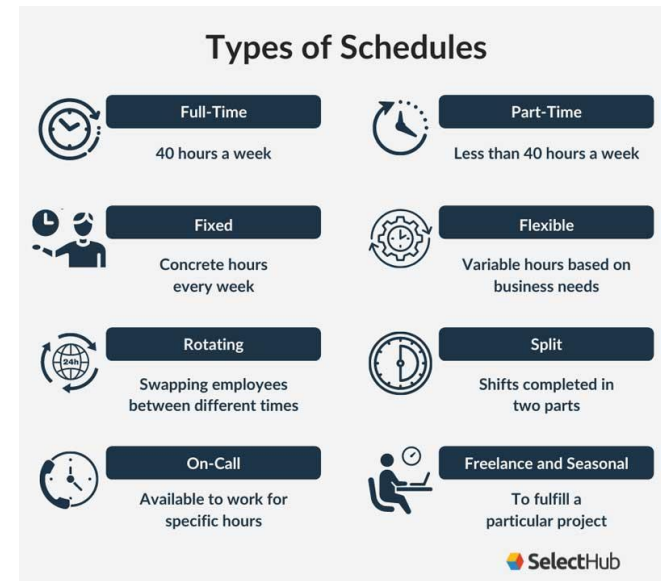 Types of Schedules
Full-Time
40 hours a week
Part-Time
Less than 40 hours a week
Fixed
Concrete hours
every week
Flexible
Variable hours based on
business needs
Rotating
24h
Swapping employees
between different times
Split
Shifts completed in
two parts
On-Call
Available to work for
specific hours
Freelance and Seasonal
To fulfill a
particular project
SelectHub